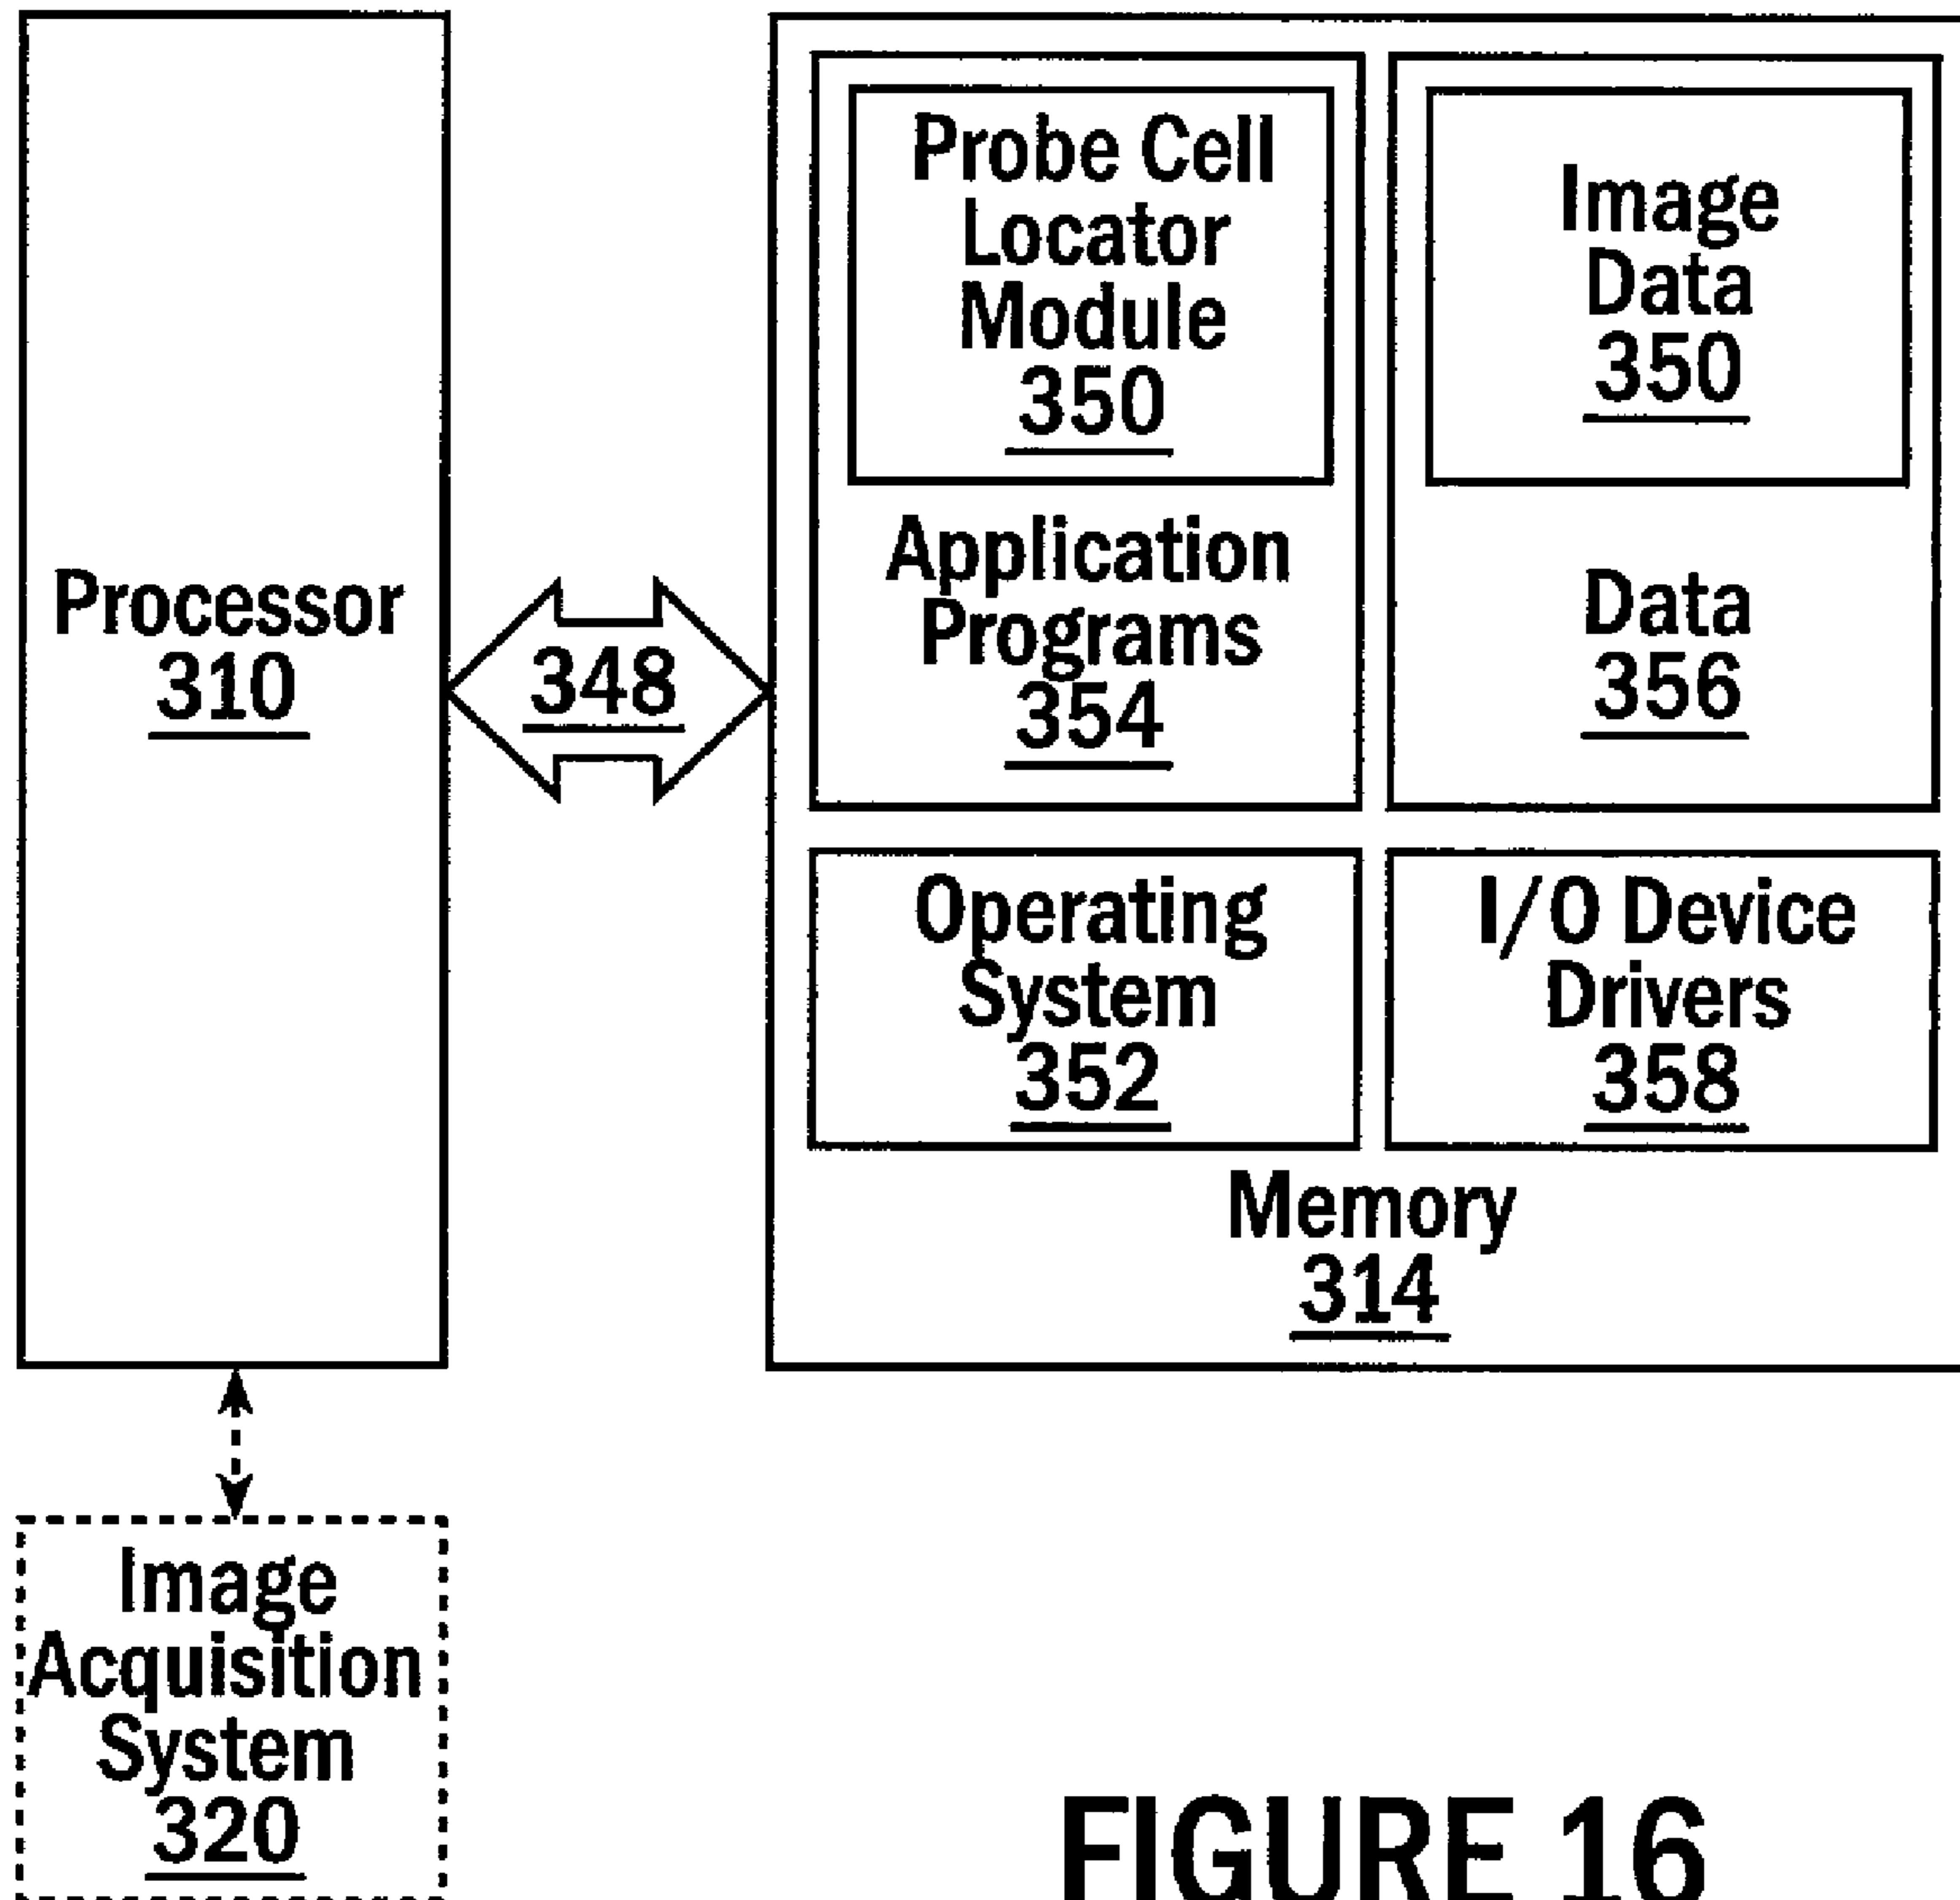 Processor
310
348
Probe Cell
Locator
Module
350
Application
Programs
354
Image
Data
350
Data
356
Operating
System
352
I/O Device
Drivers
358
Memory
314
Image
Acquisition
System
320
FIGURE 16